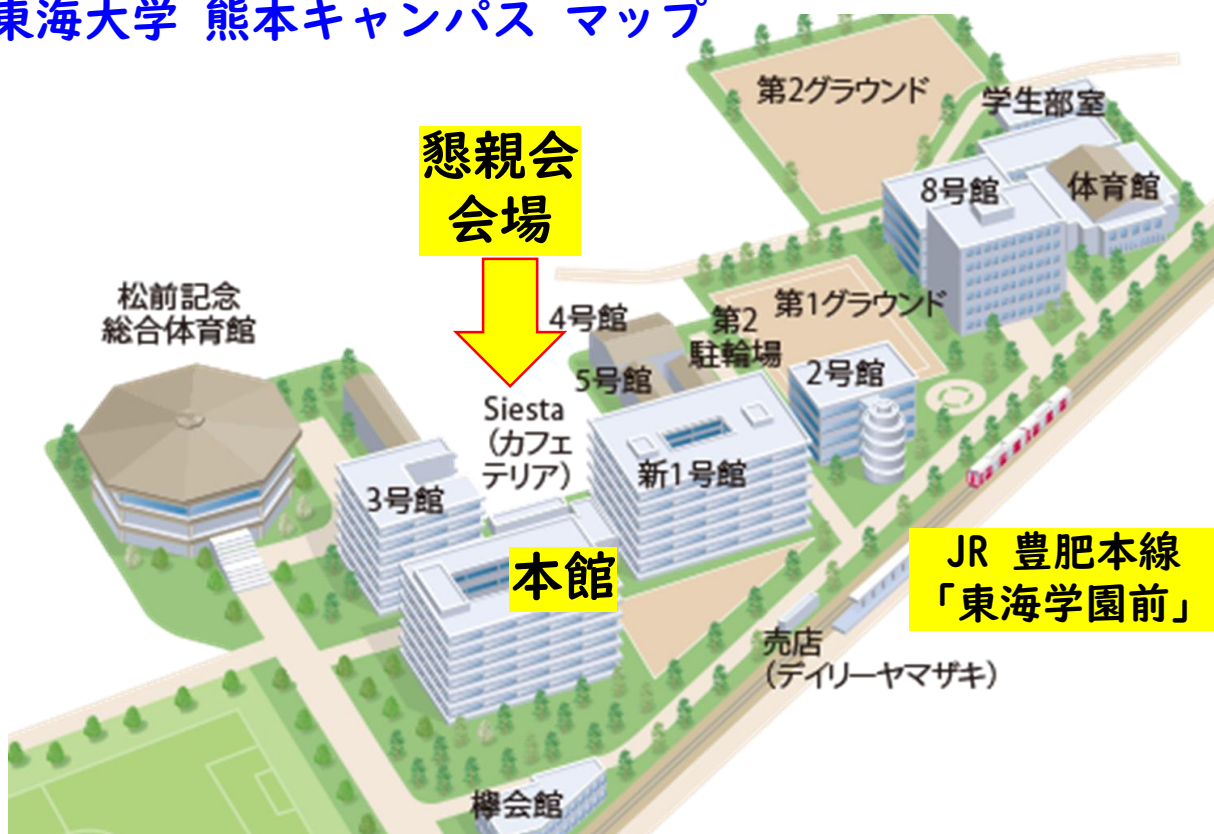 東海大学 熊本キャンパス マップ
第2グラウンド
学生部室
懇親会
会場
8号館
体育館
松前記念
総合体育館
4号館
第2
駐輪場
第1グラウンド
5号館
2号館
Siesta
（カフェ
テリア）
3号館
新1号館
本館
JR 豊肥本線
「東海学園前」
売店
（デイリーヤマザキ）
欅会館